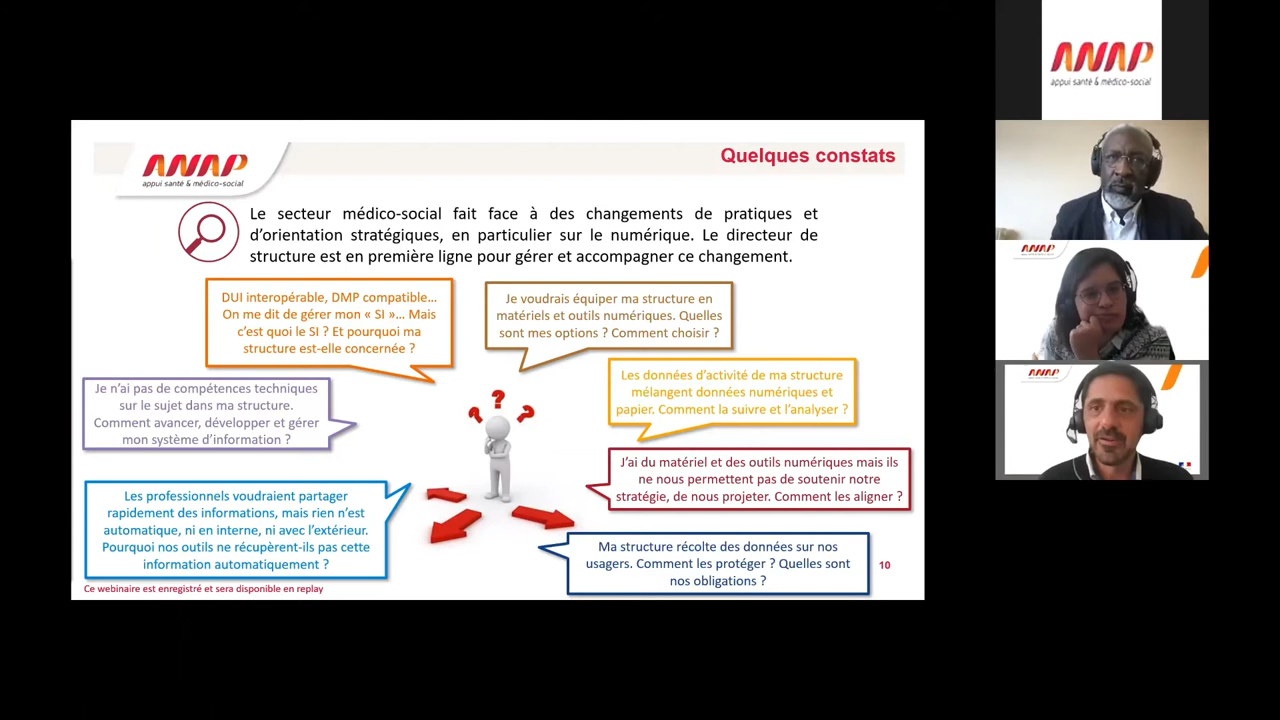 ANAP
appui santé & médico-social
Quelques constats
Le secteur médico-social fait face à des changements de pratiques et
d'orientation stratégiques, en particulier sur le numérique. Le directeur de
structure est en première ligne pour gérer et accompagner ce changement.
DUI interopérable, DMP compatible...
On me dit de gérer mon « SI »... Mais
c'est quoi le SI ? Et pourquoi ma
structure est-elle concernée ?
Je voudrais équiper ma structure en
matériels et outils numériques. Quelles
sont mes options ? Comment choisir ?
Je n'ai pas de compétences techniques
sur le sujet dans ma structure.
Comment avancer, développer et gérer
mon système d'information ?
Les données d'activité de ma structure
mélangent données numériques et
papier. Comment la suivre et l'analyser ?
J'ai du matériel et des outils numériques mais ils
ne nous permettent pas de soutenir notre
stratégie, de nous projeter. Comment les aligner ?
Les professionnels voudraient partager
rapidement des informations, mais rien n'est
automatique, ni en interne, ni avec l'extérieur.
Pourquoi nos outils ne récupèrent-ils pas cette
information automatiquement ?
Ma structure récolte des données sur nos
usagers. Comment les protéger ? Quelles sont
nos obligations ?
10
Ce webinaire est enregistré et sera disponible en replay
ANAP
appui santé & médico-social
ANAP
ANAP